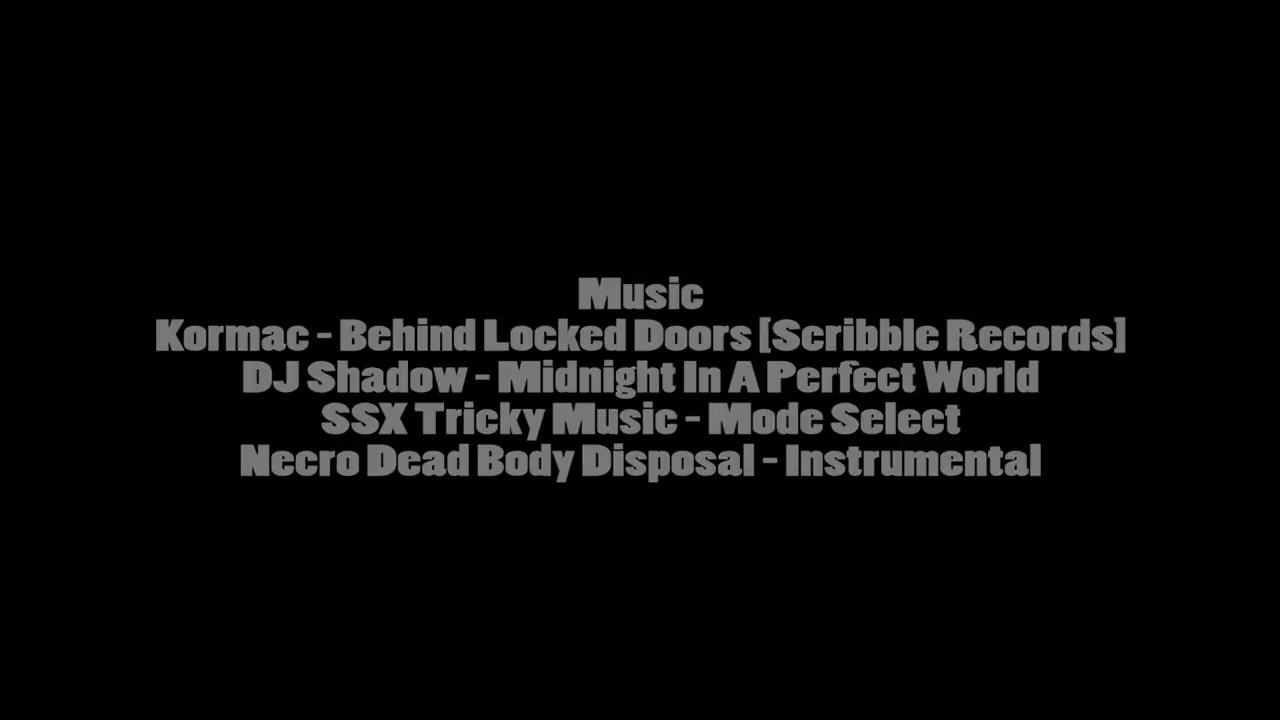 Music
Kormac - Behind Locked Doors [Scribble Records]
DJ Shadow - Midnight In A Perfect World
SSX Tricky Music - Mode Select
Necro Dead Body Disposal - Instrumental